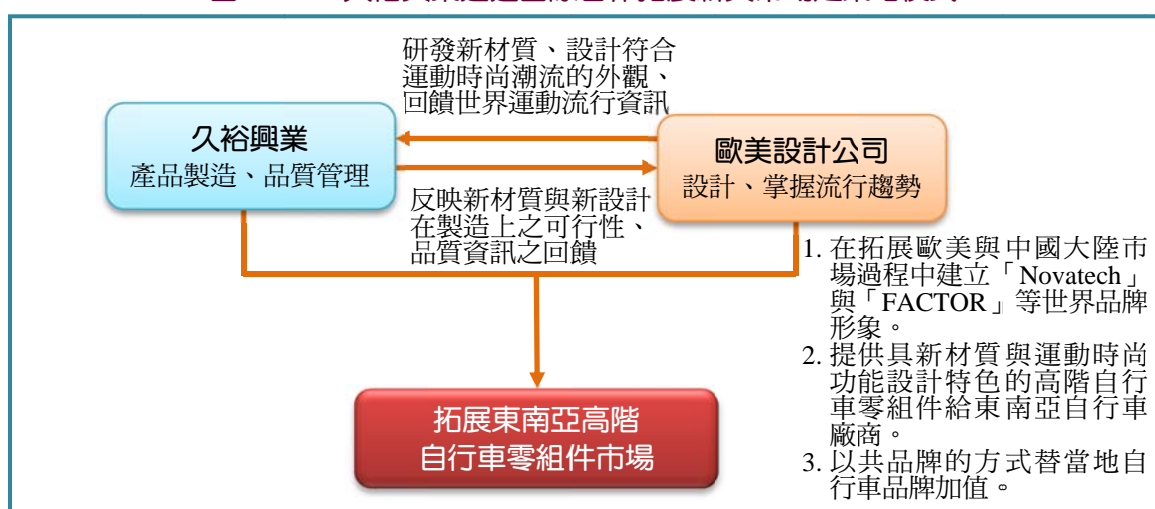 研發新材質、設計符合
運動時尚潮流的外觀、
回饋世界運動流行資訊
久裕興業
產品製造、品質管理
歐美設計公司
設計、掌握流行趨勢
反映新材質與新設計
在製造上之可行性、
品質資訊之回饋
1. 在拓展歐美與中國大陸市
場過程中建立「Novatech」
與「FACTOR」等世界品牌
形象。
2. 提供具新材質與運動時尚
功能設計特色的高階自行
車零組件給東南亞自行車
廠商。
3. 以共品牌的方式替當地自
行車品牌加值。
拓展東南亞高階
自行車零組件市場